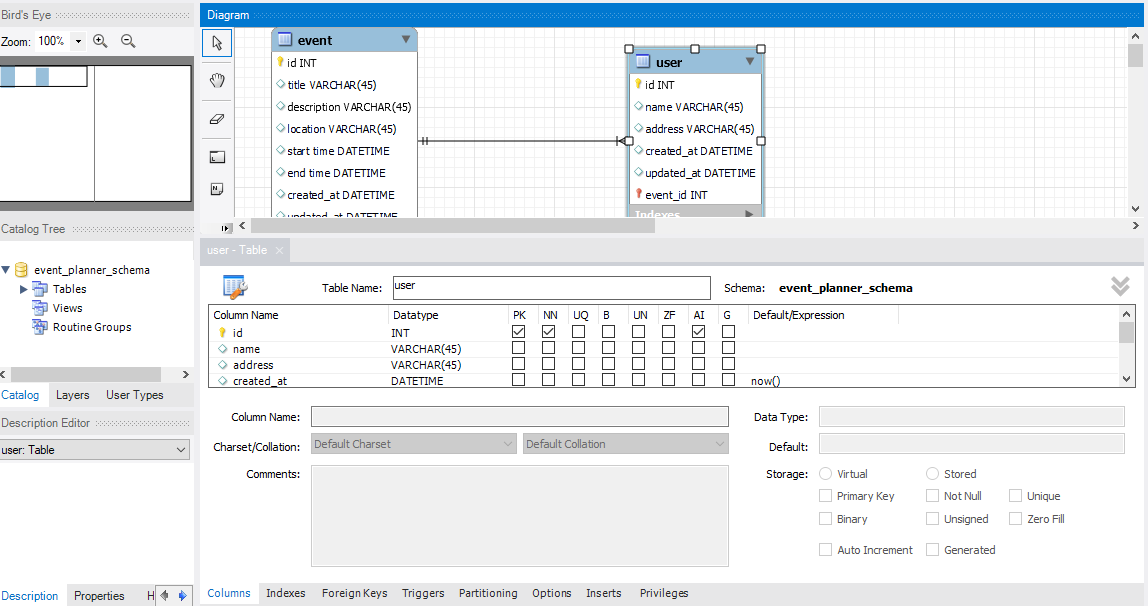 Bird's Eye
Zoom: 100%
Diagram
event
id INT
title VARCHAR(45)
description VARCHAR(45)
location VARCHAR(45)
start time DATETIME
end time DATETIME
created_at DATETIME
updated_at DATETIME
user
id INT
name VARCHAR(45)
address VARCHAR(45)
created_at DATETIME
updated_at DATETIME
event_id INT
Indexes
Catalog Tree
event_planner_schema
Tables
Views
Routine Groups
Catalog Layers User Types
Description Editor
user: Table
Description Properties H
user - Table
Table Name: user Schema: event_planner_schema
Column Name Datatype PK NN UQ B UN ZF AI G Default/Expression
id INT
name VARCHAR(45)
address VARCHAR(45)
created_at DATETIME now()
Column Name: Data Type:
Charset/Collation: Default Charset Default Collation Default:
Comments: Storage: Virtual Stored
Primary Key Not Null Unique
Binary Unsigned Zero Fill
Auto Increment Generated
Columns Indexes Foreign Keys Triggers Partitioning Options Inserts Privileges